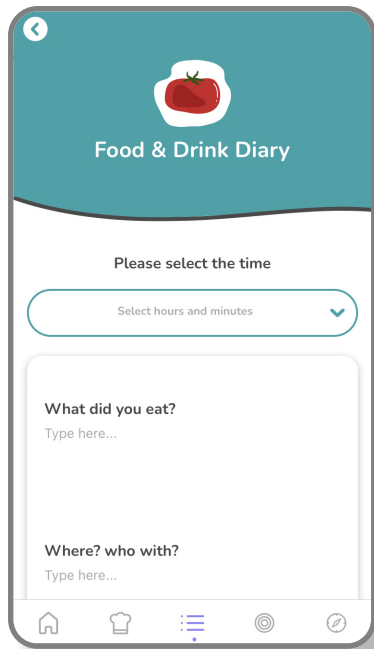 Food & Drink Diary
Please select the time
Select hours and minutes
What did you eat?
Type here...
Where? who with?
Type here...